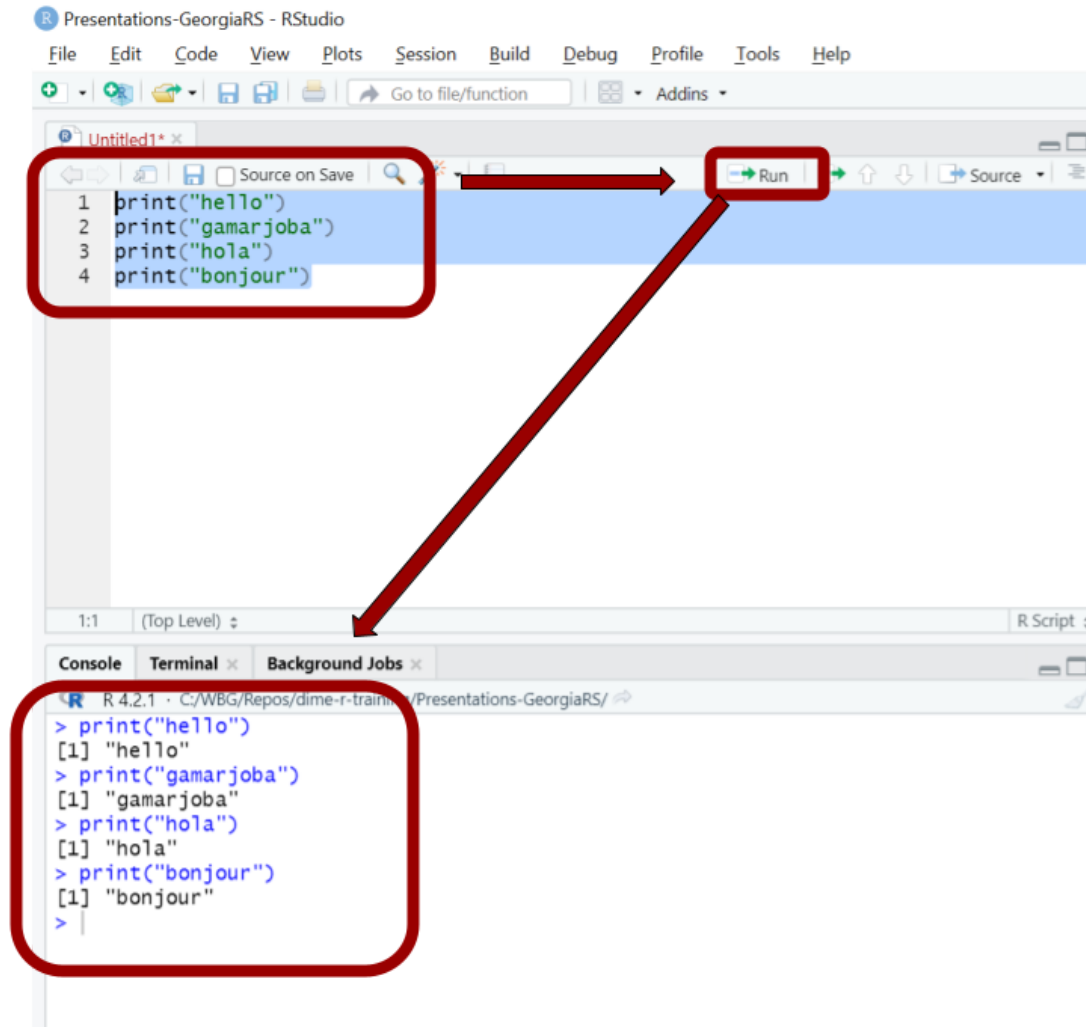 Presentations-GeorgiaRS - RStudio
File Edit Code View Plots Session Build Debug Profile Tools Help
Go to file/function Addins
Untitled1*
Source on Save Run Source
1 print("hello")
2 print("gamarjoba")
3 print("hola")
4 print("bonjour")
1:1 (Top Level) R Script
Console Terminal Background Jobs
R 4.2.1 · C:/WBG/Repos/dime-r-training/Presentations-GeorgiaRS/
> print("hello")
[1] "hello"
> print("gamarjoba")
[1] "gamarjoba"
> print("hola")
[1] "hola"
> print("bonjour")
[1] "bonjour"
>